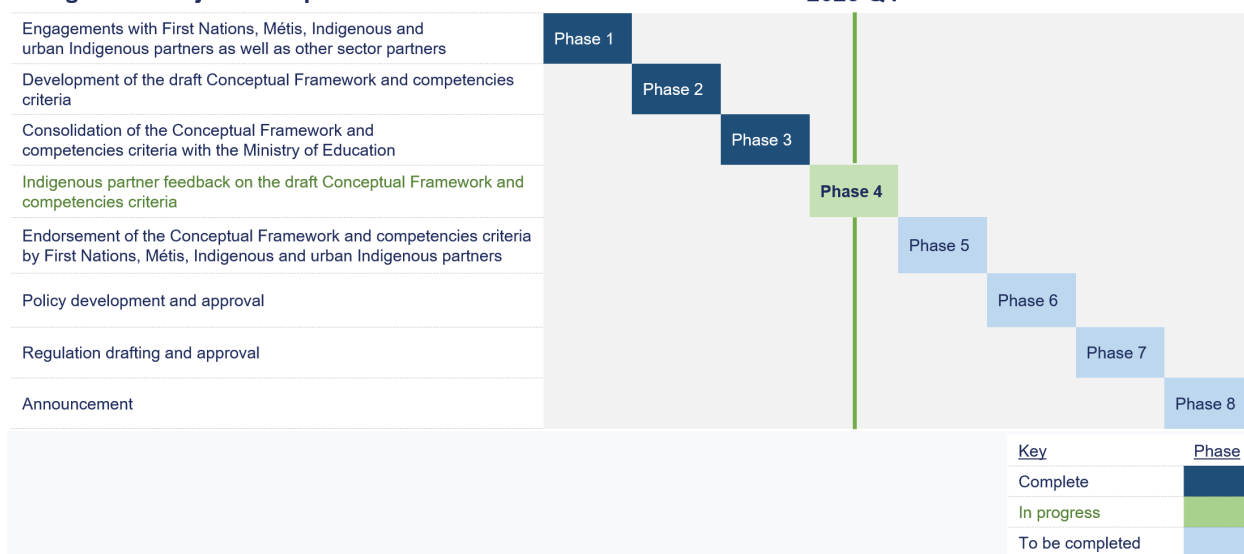 Engagements with First Nations, Métis, Indigenous and
urban Indigenous partners as well as other sector partners
Phase 1
Development of the draft Conceptual Framework and competencies
criteria
Phase 2
Consolidation of the Conceptual Framework and
competencies criteria with the Ministry of Education
Phase 3
Indigenous partner feedback on the draft Conceptual Framework and
competencies criteria
Phase 4
Endorsement of the Conceptual Framework and competencies criteria
by First Nations, Métis, Indigenous and urban Indigenous partners
Phase 5
Policy development and approval
Phase 6
Regulation drafting and approval
Phase 7
Announcement
Phase 8
Key Phase
Complete
In progress
To be completed